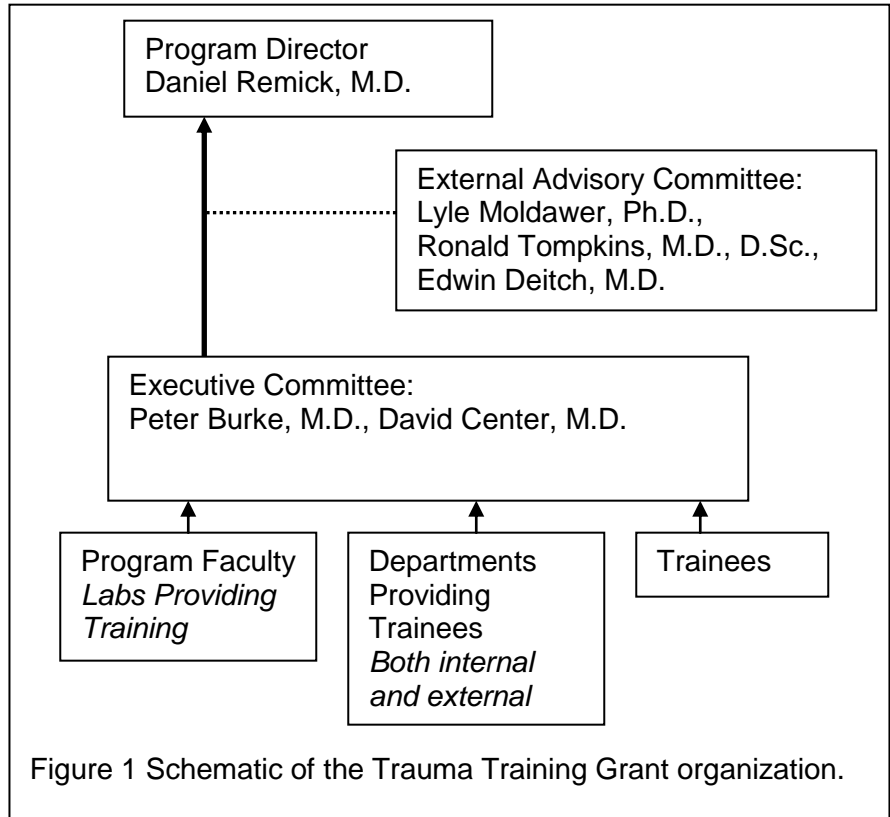 Program Director
Daniel Remick, M.D.
External Advisory Committee:
Lyle Moldawer, Ph.D.,
Ronald Tompkins, M.D., D.Sc.,
Edwin Deitch, M.D.
Executive Committee:
Peter Burke, M.D., David Center, M.D.
Program Faculty
Labs Providing
Training
Departments
Providing
Trainees
Both internal
and external
Trainees
Figure 1 Schematic of the Trauma Training Grant organization.